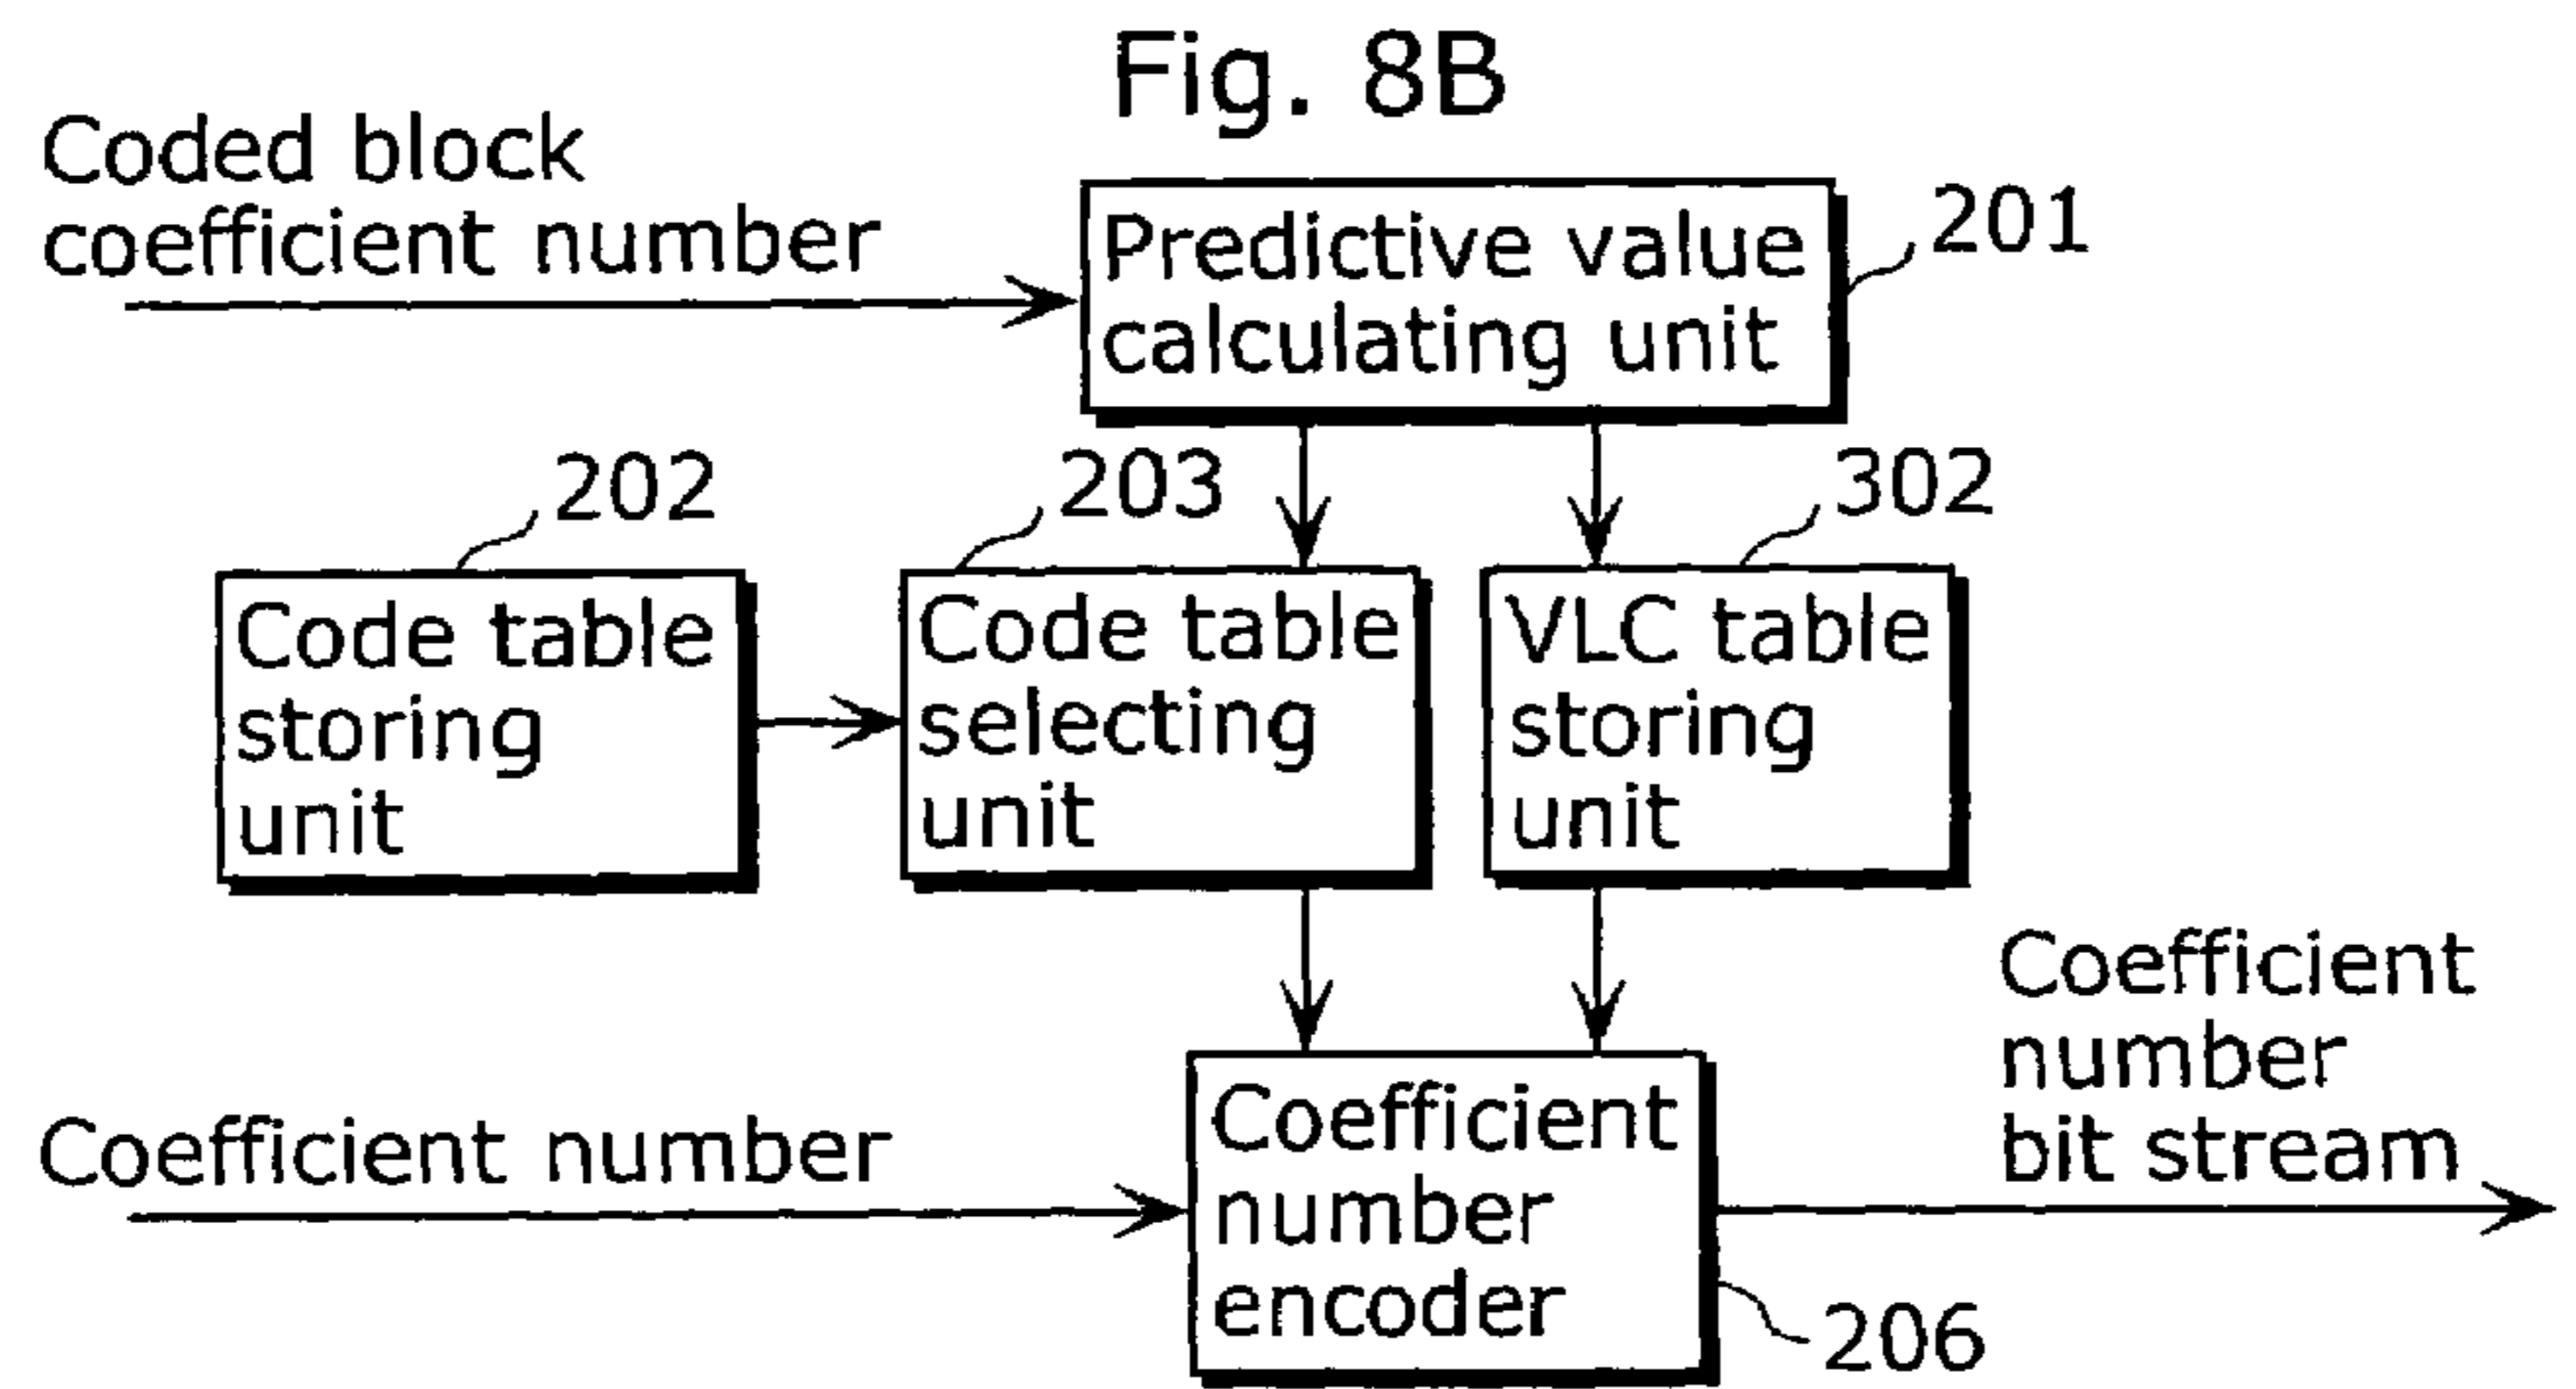 Fig. 8B
Coded block
coefficient number
Predictive value
calculating unit
201
202
203
302
Code table
storing
unit
Code table
selecting
unit
VLC table
storing
unit
Coefficient
number
bit stream
Coefficient number
Coefficient
number
encoder
206